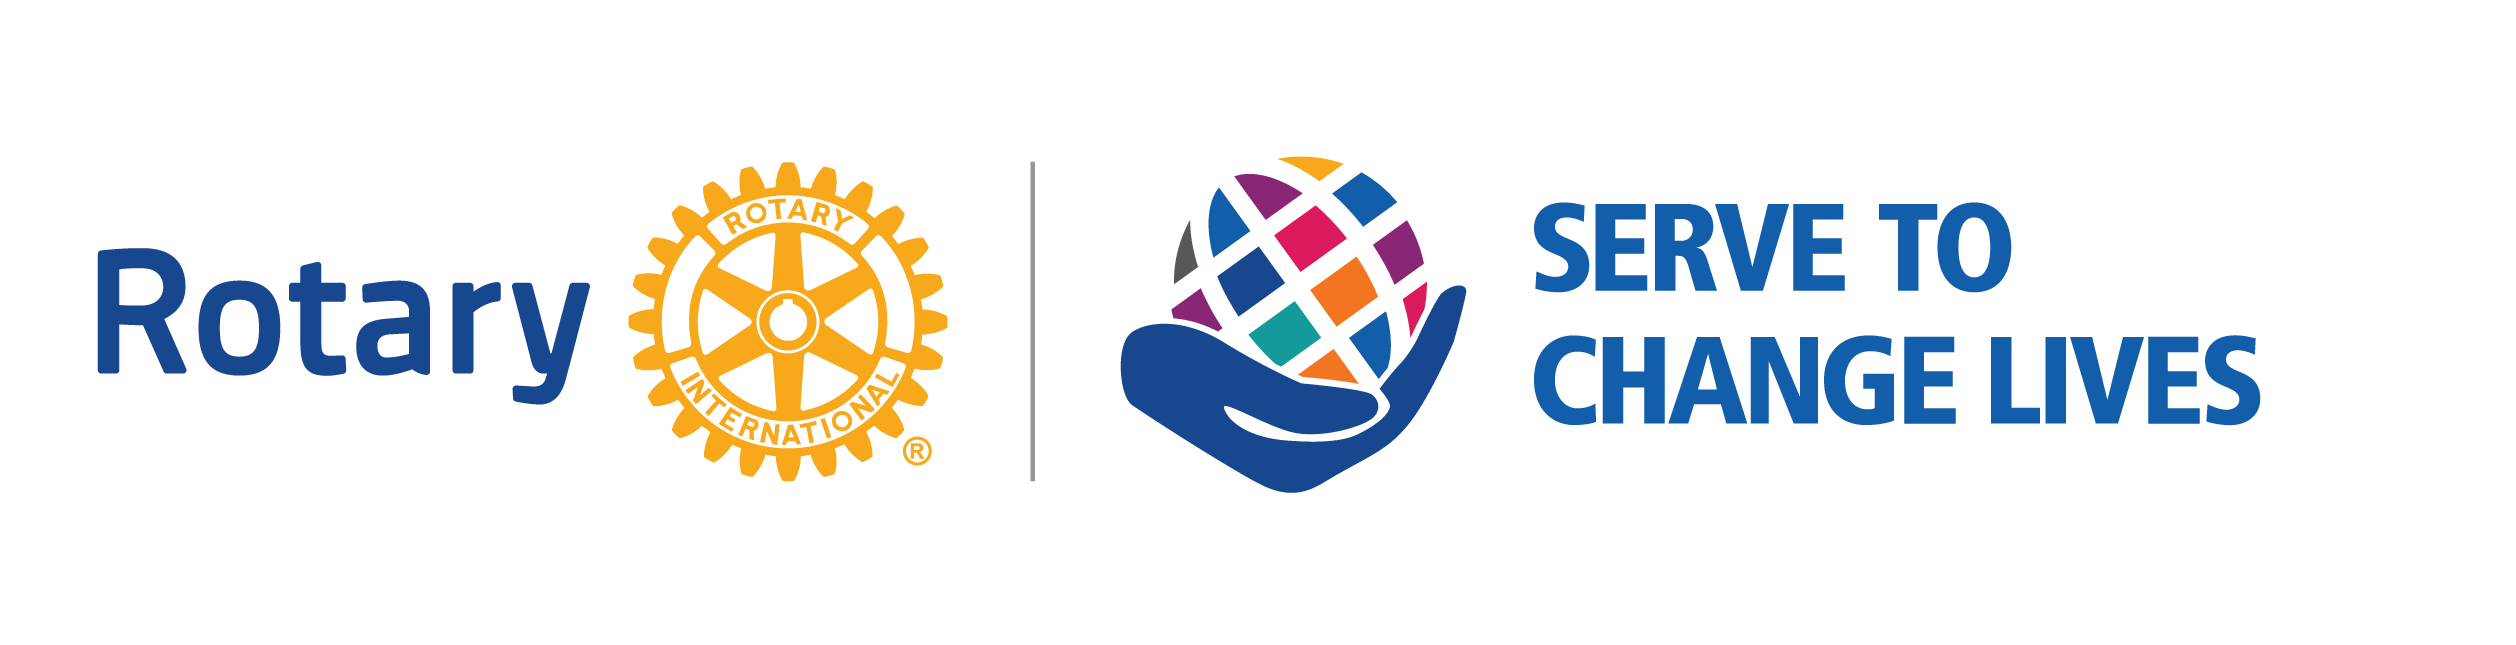 Rotary
ROTARY
INTERNATIONAL
®
SERVE TO
CHANGE LIVES